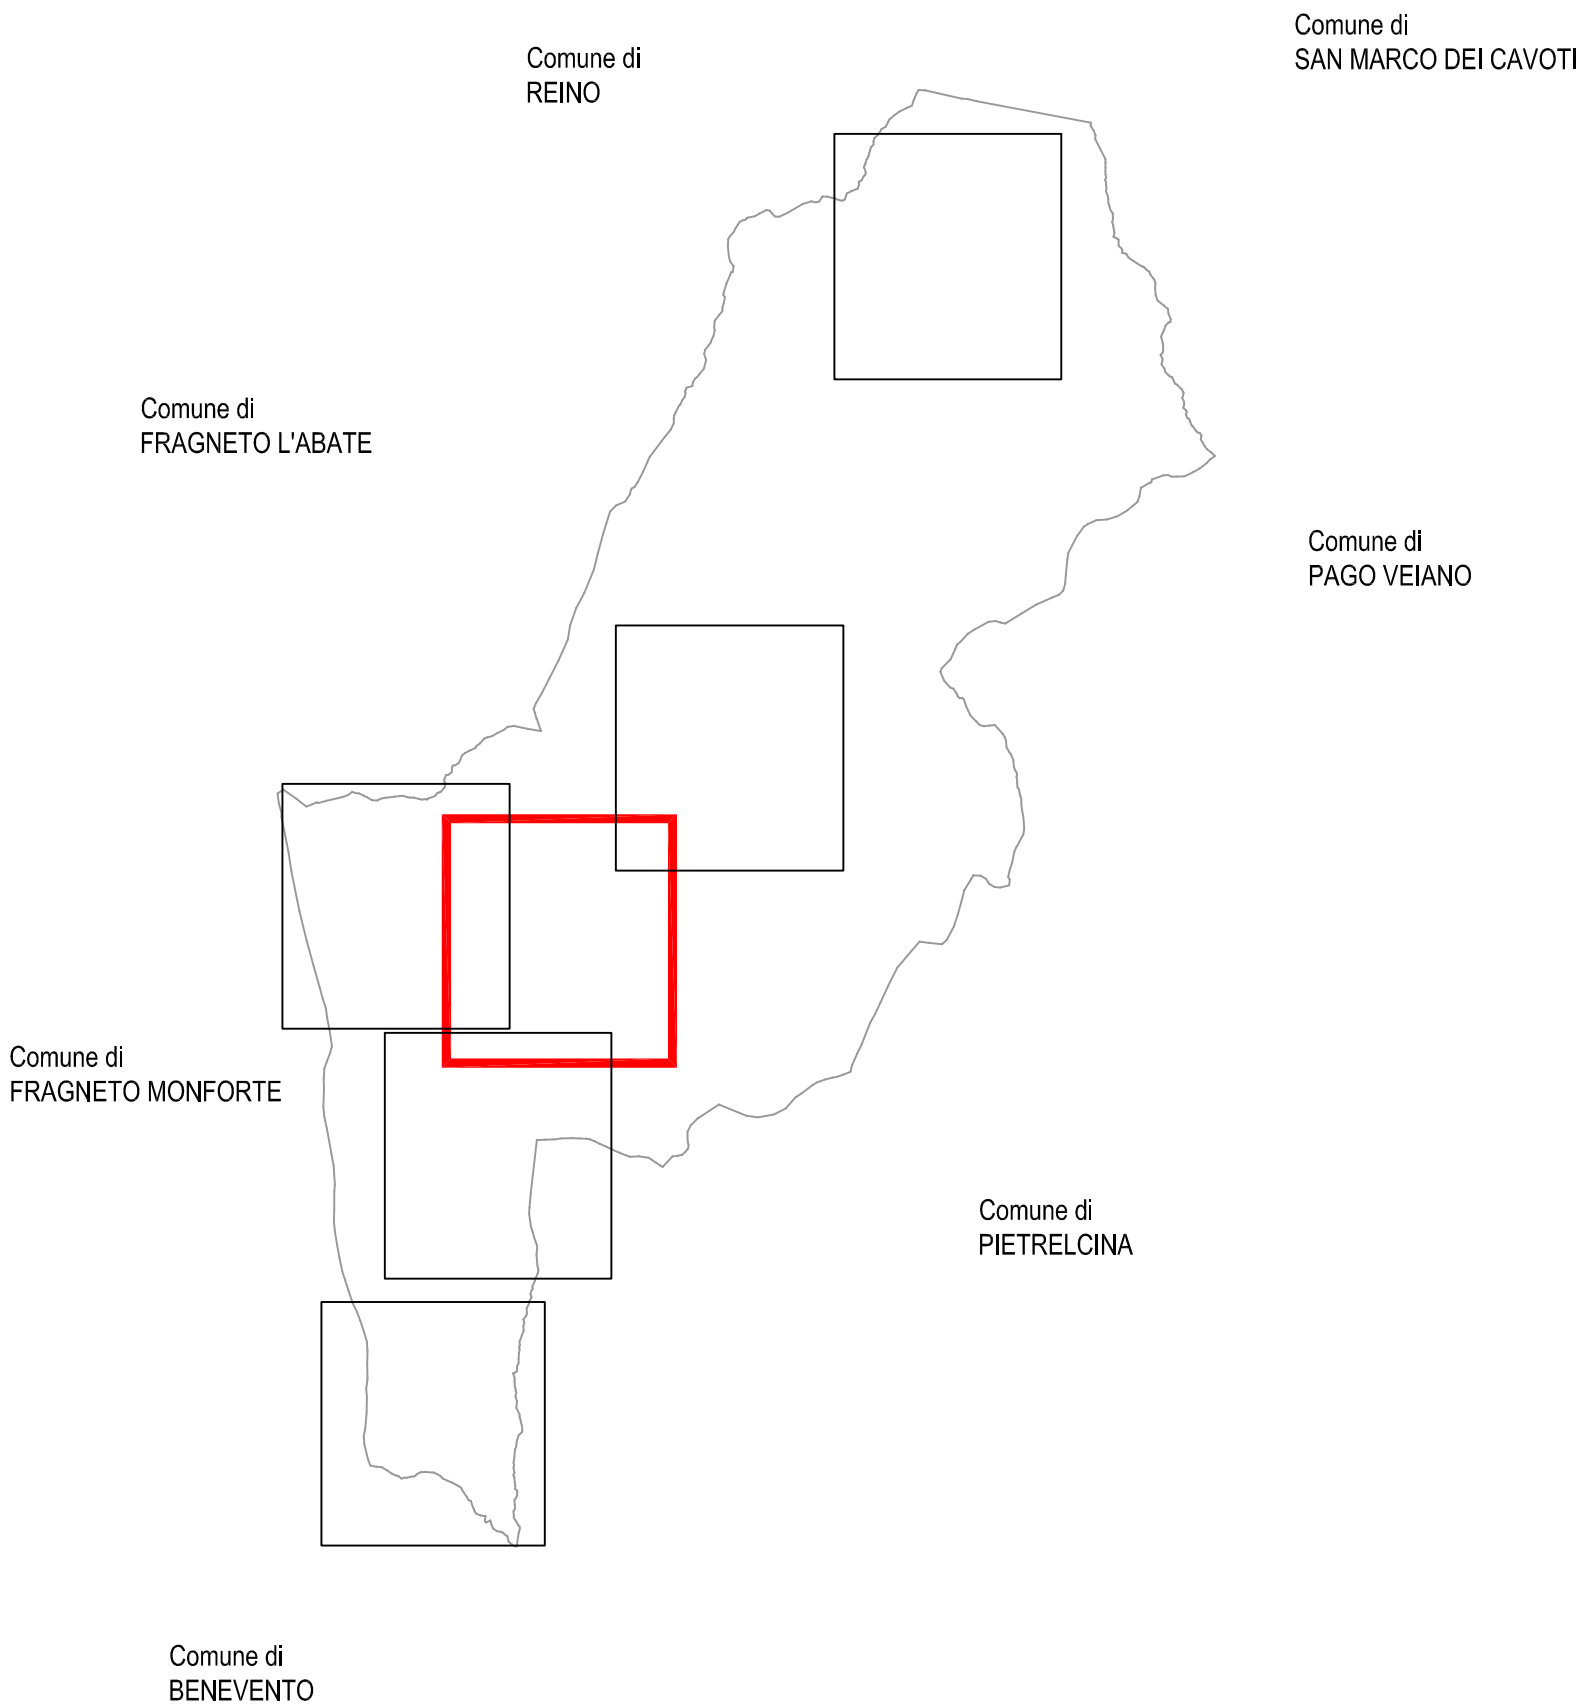 Comune di
SAN MARCO DEI CAVOTI
Comune di
REINO
Comune di
FRAGNETO L'ABATE
Comune di
PAGO VEIANO
Comune di
FRAGNETO MONFORTE
Comune di
PIETRELCINA
Comune di
BENEVENTO